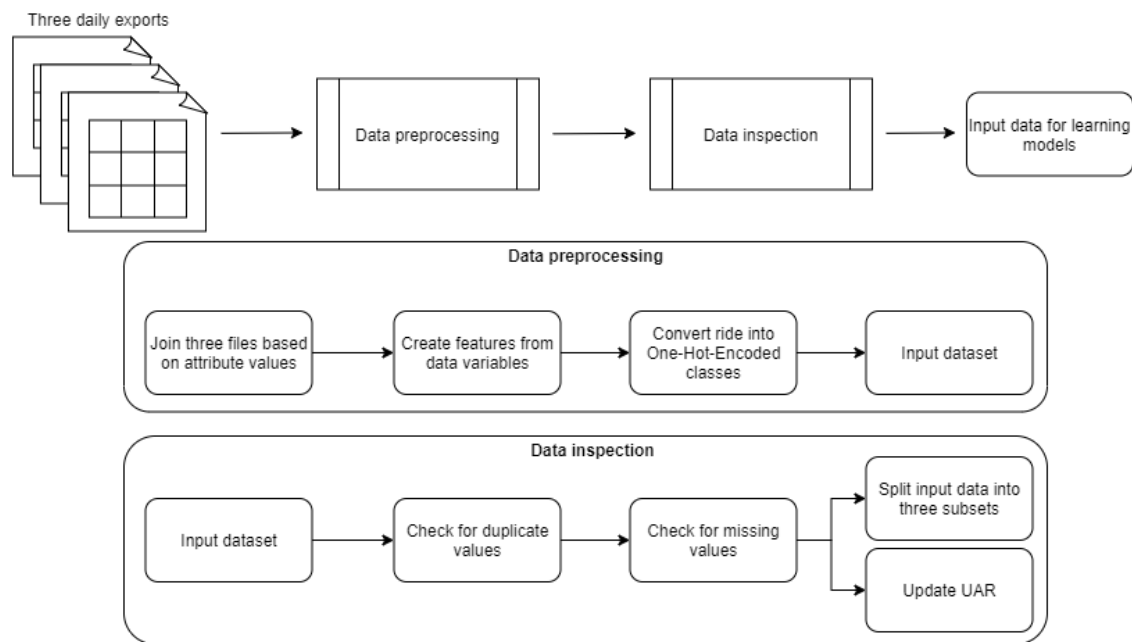 Three daily exports
Data preprocessing
Data inspection
Input data for learning
models
Data preprocessing
Join three files based
on attribute values
Create features from
data variables
Convert ride into
One-Hot-Encoded
classes
Input dataset
Data inspection
Input dataset
Check for duplicate
values
Check for missing
values
Split input data into
three subsets
Update UAR